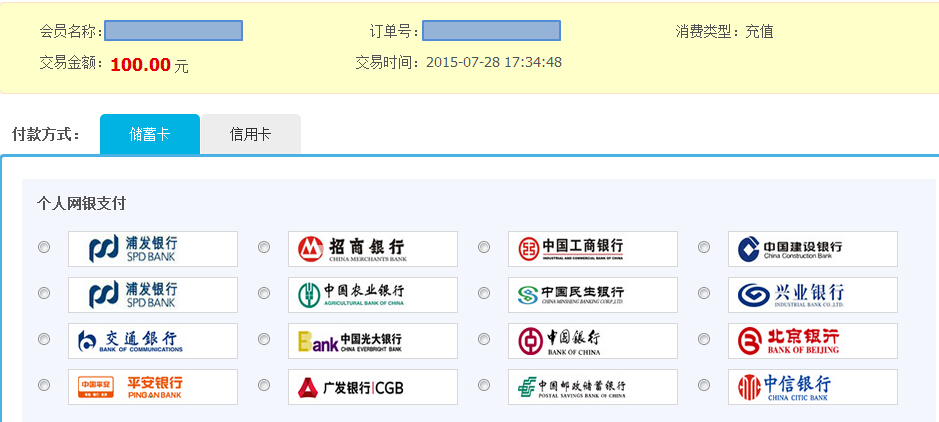 会员名称: 订单号: 消费类型: 充值
交易金额: 100.00 元 交易时间: 2015-07-28 17:34:48
付款方式: 储蓄卡 信用卡
个人网银支付
浦发银行 SPD BANK
招商银行 CHINA MERCHANTS BANK
中国工商银行 INDUSTRIAL AND COMMERCIAL BANK OF CHINA
中国建设银行 China Construction Bank
浦发银行 SPD BANK
中国农业银行 AGRICULTURAL BANK OF CHINA
中国民生银行 CHINA MINSHENG BANKING CORP.,LTD.
兴业银行 INDUSTRIAL BANK CO.,LTD.
交通银行 BANK OF COMMUNICATIONS
Bank 中国光大银行 CHINA EVERBRIGHT BANK
中国银行 BANK OF CHINA
北京银行 BANK OF BEIJING
中国平安 平安银行 PING AN BANK
广发银行|CGB
中国邮政储蓄银行 POSTAL SAVINGS BANK OF CHINA
中信银行 CHINA CITIC BANK